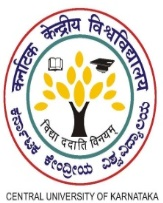 कर्नाटक केन्द्रीय विश्वविद्यालय
विद्या ददाति विनयम्
ಕರ್ನಾಟಕ ಕೇಂದ್ರೀಯ ವಿಶ್ವವಿದ್ಯಾಲಯ
CENTRAL UNIVERSITY OF KARNATAKA